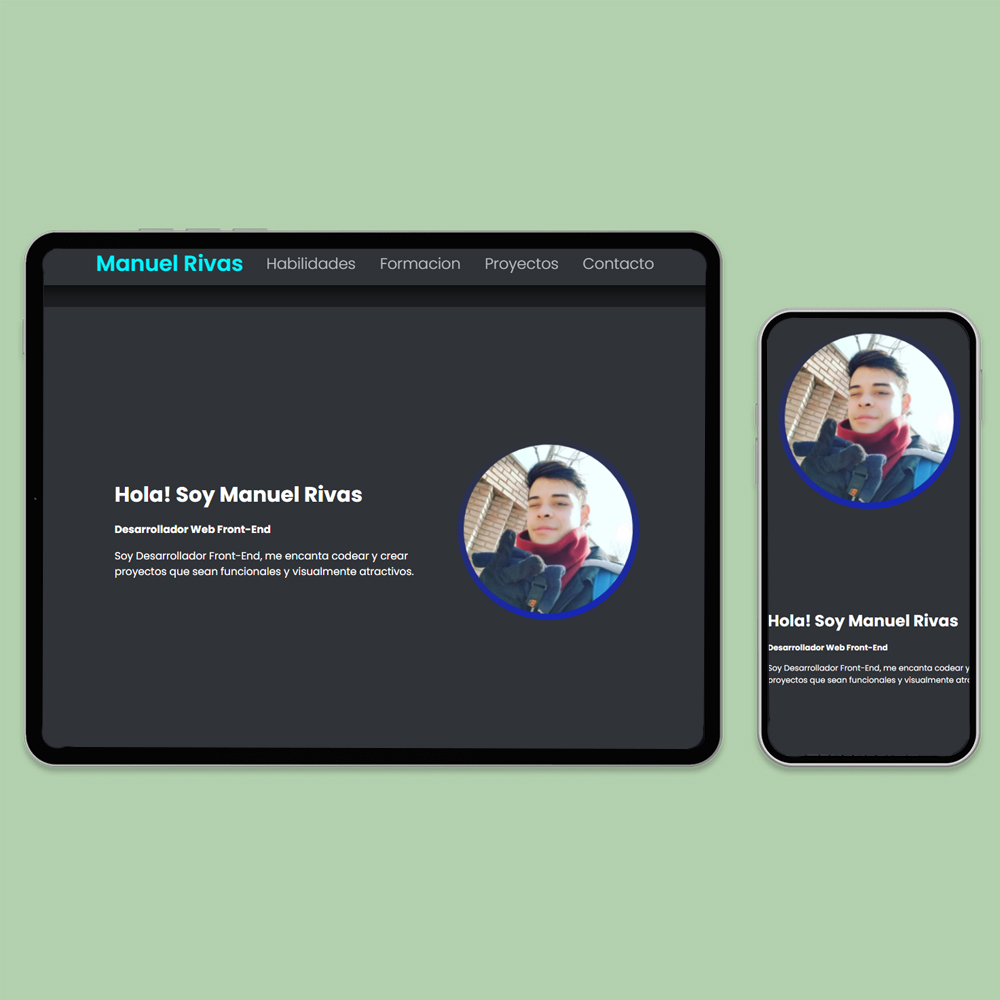 Manuel Rivas Habilidades Formacion Proyectos Contacto
Hola! Soy Manuel Rivas
Desarrollador Web Front-End
Soy Desarrollador Front-End, me encanta codear y crear
proyectos que sean funcionales y visualmente atractivos.
Hola! Soy Manuel Rivas
Desarrollador Web Front-End
Soy Desarrollador Front-End, me encanta codear y
proyectos que sean funcionales y visualmente